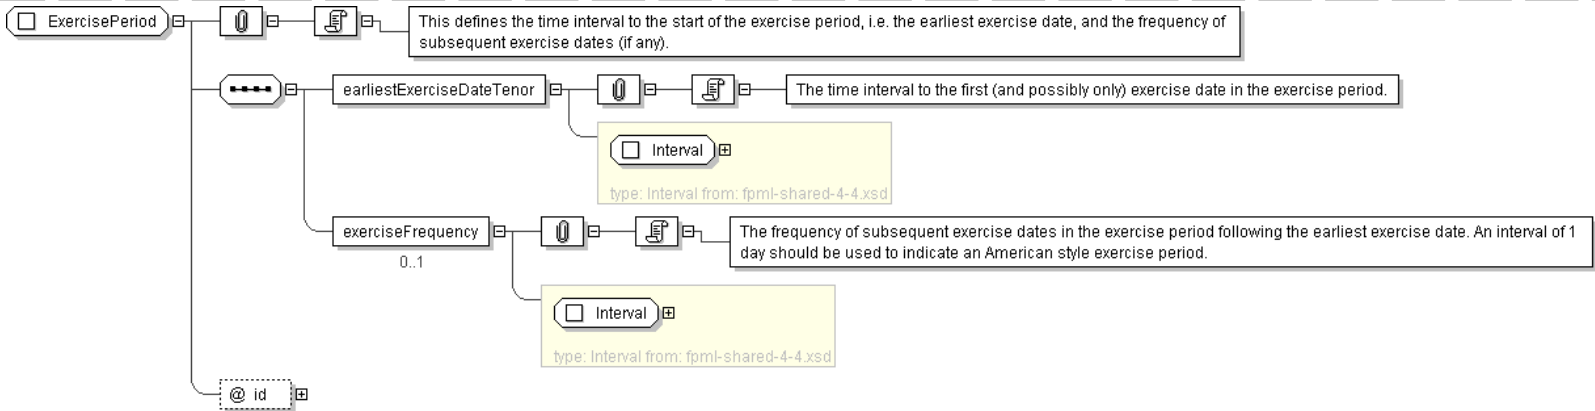 ExercisePeriod
This defines the time interval to the start of the exercise period, i.e. the earliest exercise date, and the frequency of
subsequent exercise dates (if any).
earliestExerciseDateTenor
The time interval to the first (and possibly only) exercise date in the exercise period.
Interval
type: Interval from: fpml-shared-4-4.xsd
exerciseFrequency
0..1
The frequency of subsequent exercise dates in the exercise period following the earliest exercise date. An interval of 1
day should be used to indicate an American style exercise period.
Interval
type: Interval from: fpml-shared-4-4.xsd
@ id